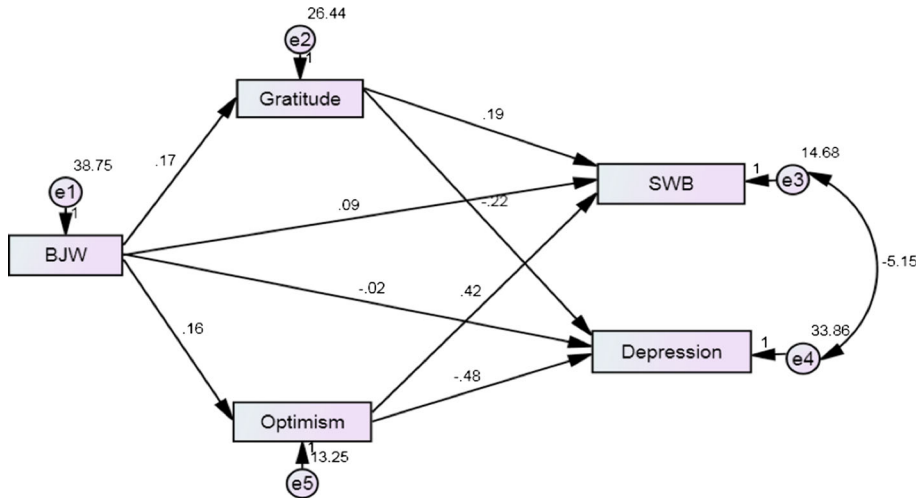 26.44
e2
1
Gratitude
.19
38.75
.17
14.68
e1
1
SWB
1
e3
-.22
.09
BJW
-5.15
-.02
.42
.16
33.86
1
Depression
e4
-.48
Optimism
1
13.25
e5